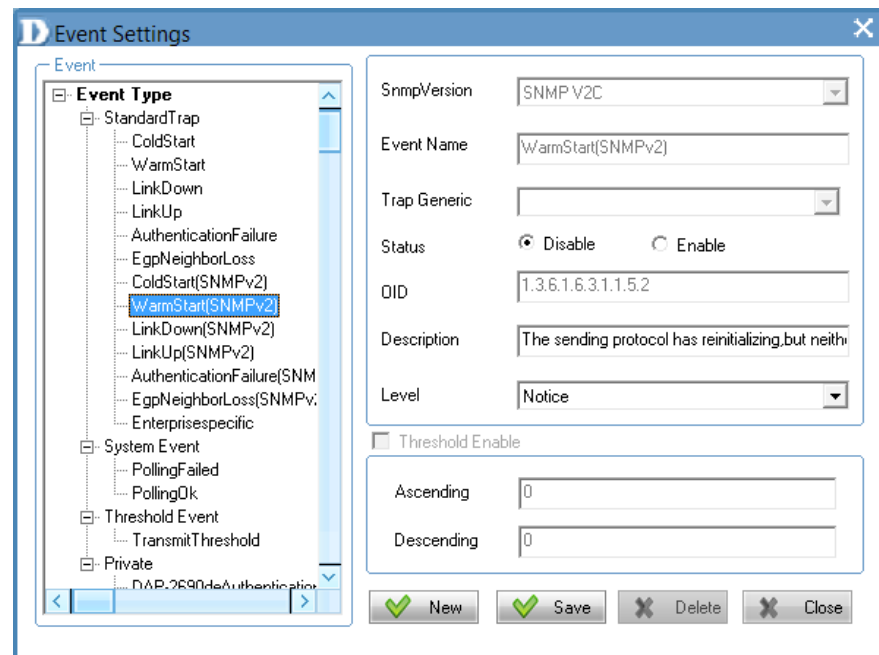 Event Settings
Event
Event Type
StandardTrap
ColdStart
WarmStart
LinkDown
LinkUp
AuthenticationFailure
EgpNeighborLoss
ColdStart(SNMPv2)
WarmStart(SNMPv2)
LinkDown(SNMPv2)
LinkUp(SNMPv2)
AuthenticationFailure(SNM
EgpNeighborLoss(SNMPv2
Enterprisespecific
System Event
PollingFailed
PollingOk
Threshold Event
TransmitThreshold
Private
DAP-2690deAuthentication
SnmpVersion SNMP V2C
Event Name WarmStart(SNMPv2)
Trap Generic
Status Disable Enable
OID 1.3.6.1.6.3.1.1.5.2
Description The sending protocol has reinitializing,but neith
Level Notice
Threshold Enable
Ascending 0
Descending 0
New Save Delete Close